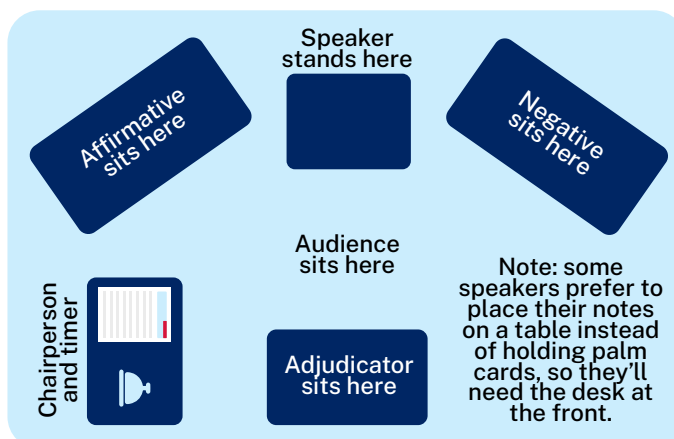 Speaker
stands here
Affirmative
sits here
Negative
sits here
Audience
sits here
Chairperson
and timer
Adjudicator
sits here
Note: some
speakers prefer to
place their notes
on a table instead
of holding palm
cards, so they’ll
need the desk at
the front.